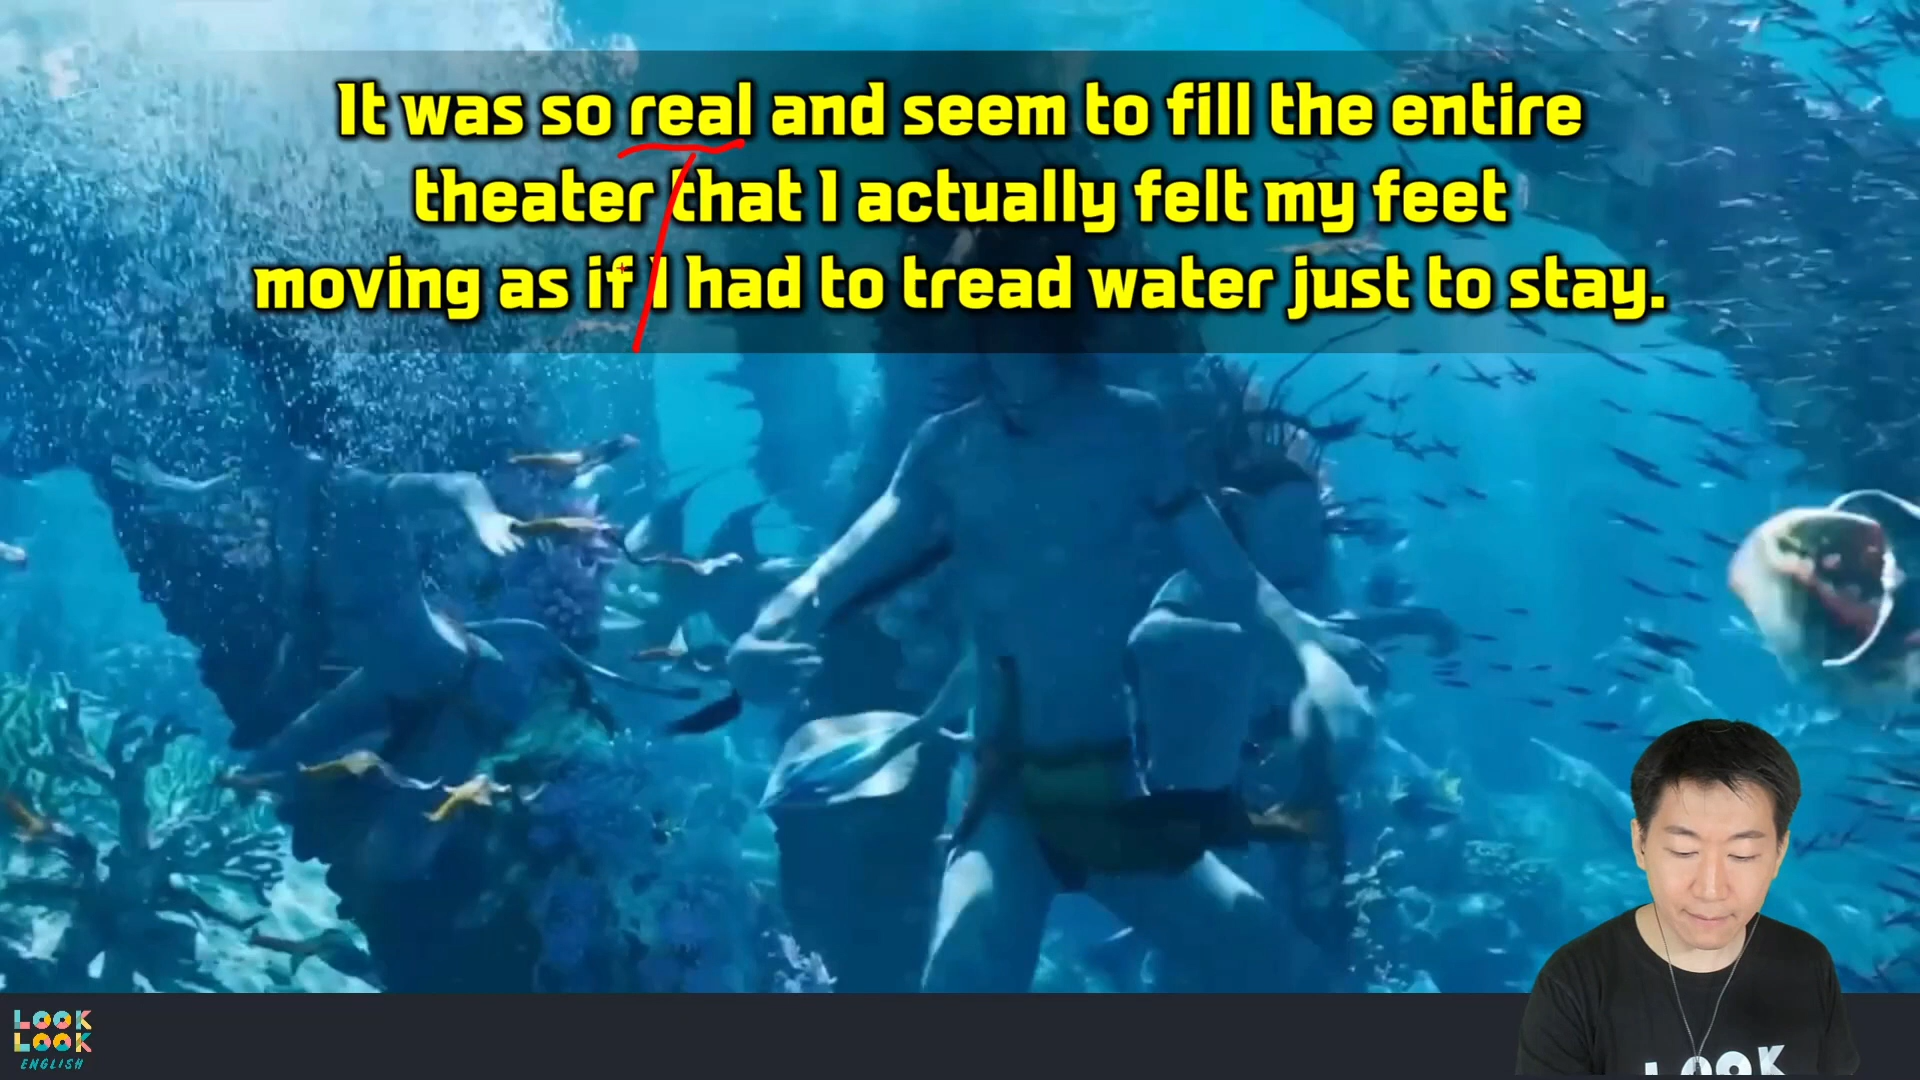 It was so real and seem to fill the entire
theater that I actually felt my feet
moving as if I had to tread water just to stay.
LOOK
LOOK
ENGLISH
LOOK